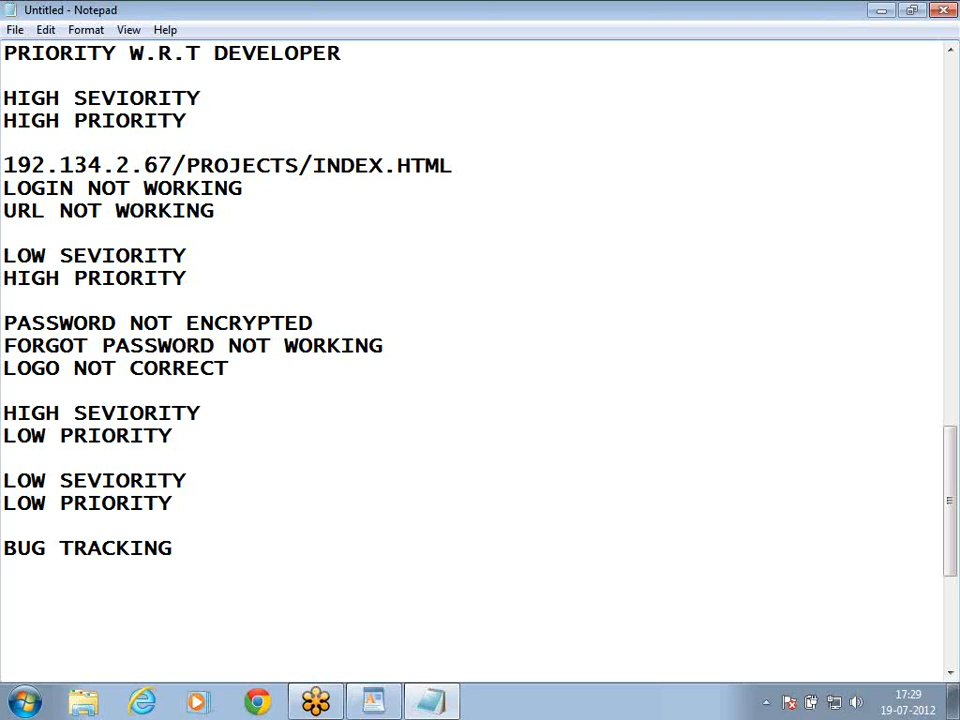 Untitled - Notepad
File Edit Format View Help
PRIORITY W.R.T DEVELOPER
HIGH SEVIORITY
HIGH PRIORITY
192.134.2.67/PROJECTS/INDEX.HTML
LOGIN NOT WORKING
URL NOT WORKING
LOW SEVIORITY
HIGH PRIORITY
PASSWORD NOT ENCRYPTED
FORGOT PASSWORD NOT WORKING
LOGO NOT CORRECT
HIGH SEVIORITY
LOW PRIORITY
LOW SEVIORITY
LOW PRIORITY
BUG TRACKING
17:29
19-07-2012